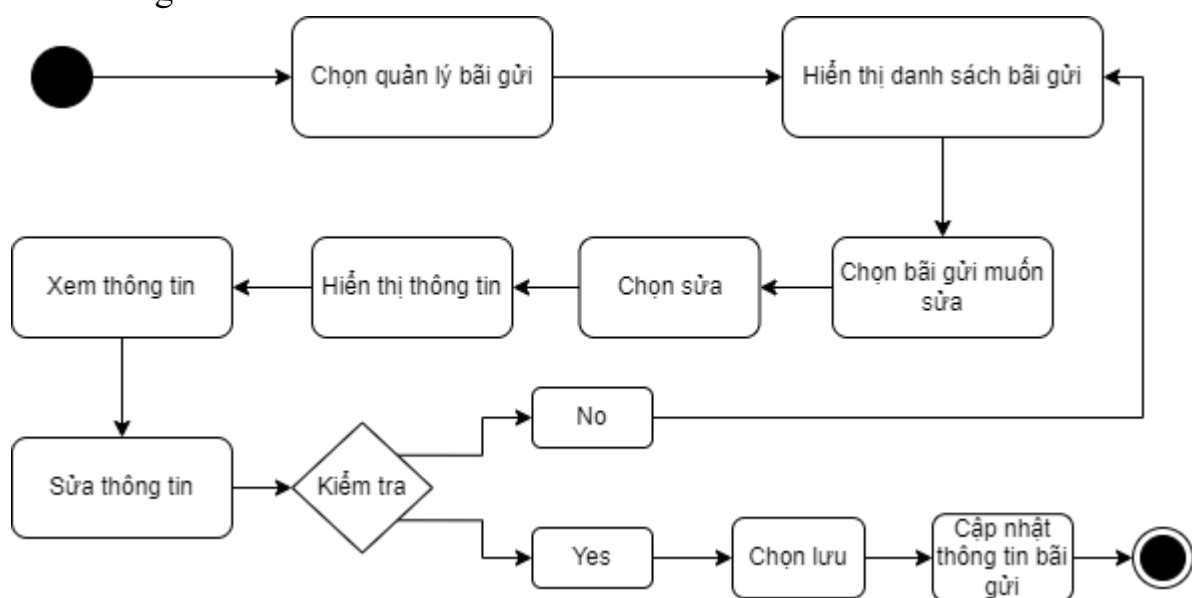 Chọn quản lý bãi gửi
Hiển thị danh sách bãi gửi
Xem thông tin
Hiển thị thông tin
Chọn sửa
Chọn bãi gửi muốn
sửa
No
Sửa thông tin
Kiểm tra
Yes
Chọn lưu
Cập nhật
thông tin bãi
gửi